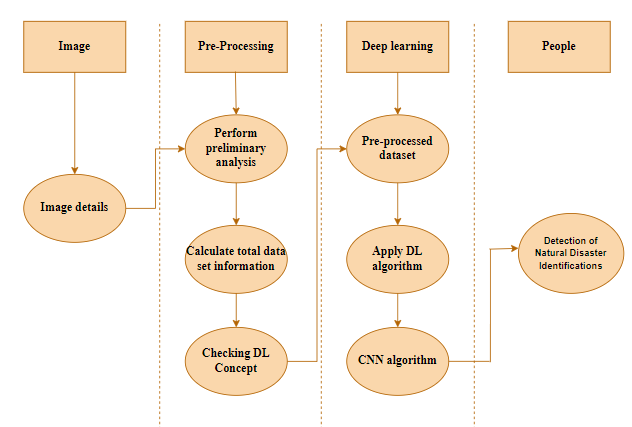 Image
Pre-Processing
Deep learning
People
Perform
preliminary
analysis
Pre-processed
dataset
Image details
Calculate total data
set information
Apply DL
algorithm
Detection of
Natural Disaster
Identifications
Checking DL
Concept
CNN algorithm